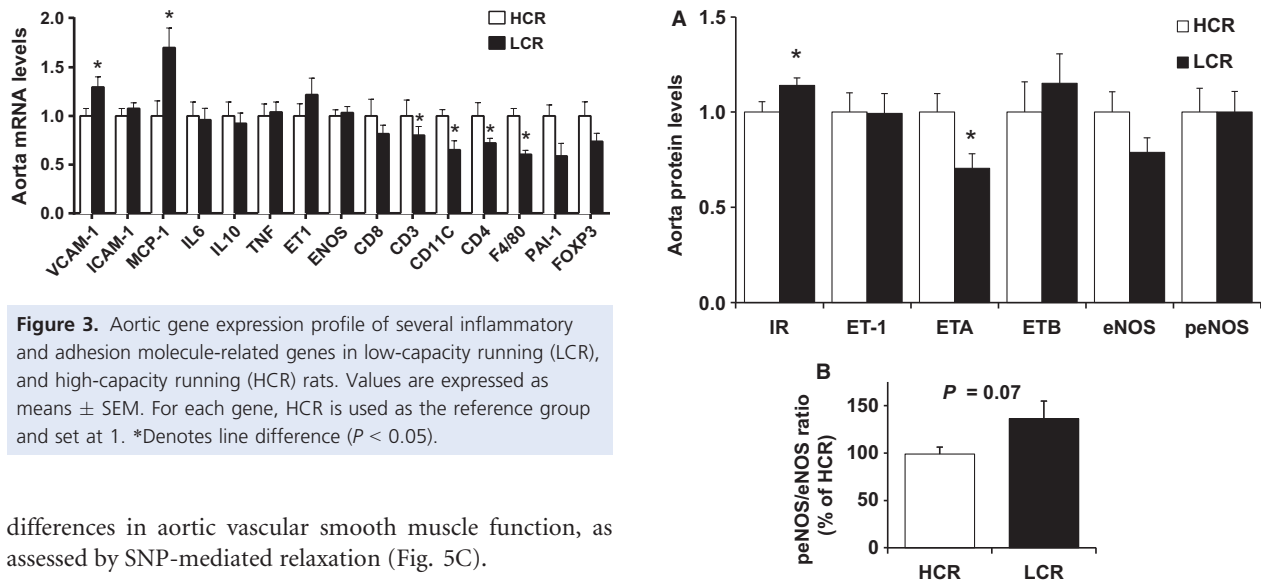 2.0
1.5
1.0
0.5
0.0
Aorta mRNA levels
HCR
LCR
*
*
*
*
*
*
VCAM-1
ICAM-1
MCP-1
IL6
IL10
TNF
ET1
ENOS
CD8
CD3
CD11C
CD4
F4/80
PAI-1
FOXP3
Figure 3. Aortic gene expression profile of several inflammatory
and adhesion molecule-related genes in low-capacity running (LCR),
and high-capacity running (HCR) rats. Values are expressed as
means ± SEM. For each gene, HCR is used as the reference group
and set at 1. *Denotes line difference (P < 0.05).
differences in aortic vascular smooth muscle function, as
assessed by SNP-mediated relaxation (Fig. 5C).
A
1.5
1.0
0.5
0.0
Aorta protein levels
HCR
LCR
*
*
IR
ET-1
ETA
ETB
eNOS
peNOS
B
P = 0.07
150
100
50
0
peNOS/eNOS ratio
(% of HCR)
HCR
LCR